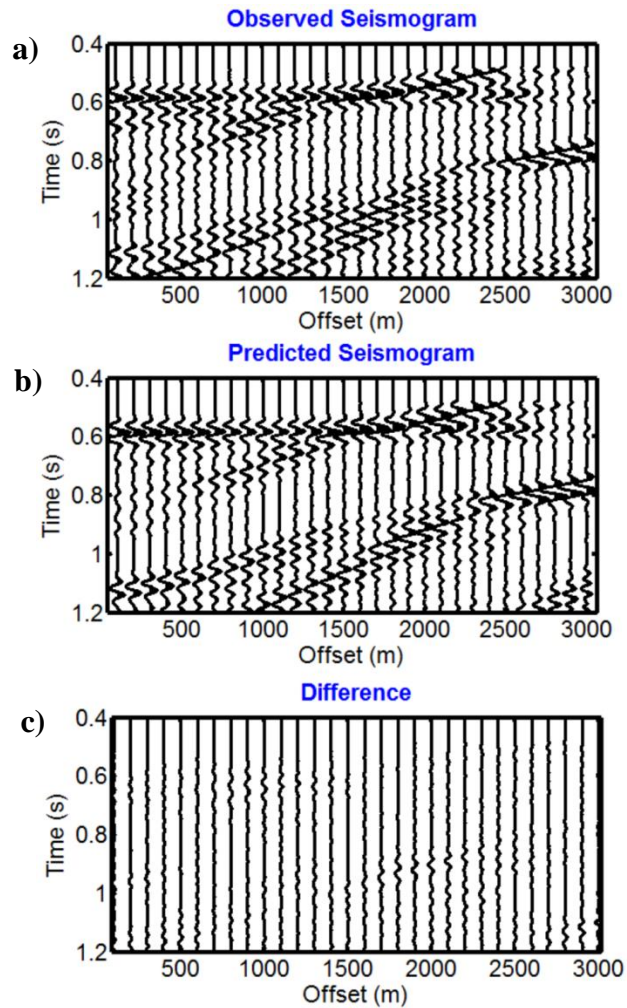 Observed Seismogram
a)
0.4
0.6
0.8
1
1.2
Time (s)
500 1000 1500 2000 2500 3000
Offset (m)
Predicted Seismogram
b)
0.4
0.6
0.8
1
1.2
Time (s)
500 1000 1500 2000 2500 3000
Offset (m)
Difference
c)
0.4
0.6
0.8
1
1.2
Time (s)
500 1000 1500 2000 2500 3000
Offset (m)